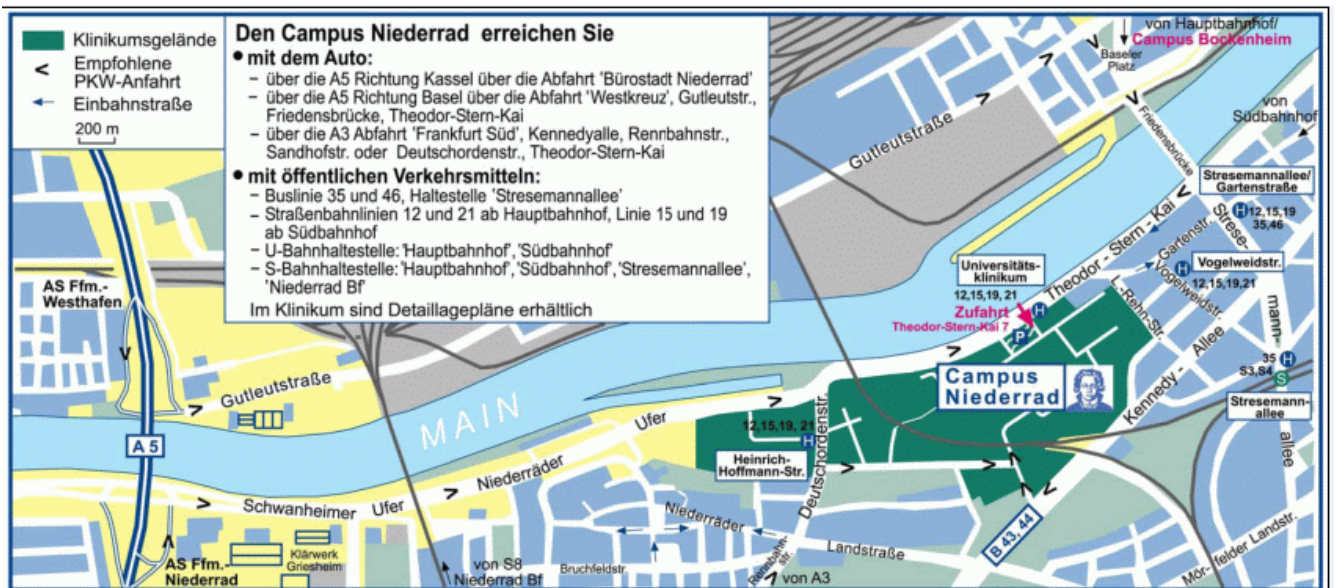 Klinikumsgelände
Empfohlene
PKW-Anfahrt
Einbahnstraße
200 m
Den Campus Niederrad erreichen Sie
• mit dem Auto:
– über die A5 Richtung Kassel über die Abfahrt 'Bürostadt Niederrad'
– über die A5 Richtung Basel über die Abfahrt 'Westkreuz', Gutleutstr.,
Friedensbrücke, Theodor-Stern-Kai
– über die A3 Abfahrt 'Frankfurt Süd', Kennedyalle, Rennbahnstr.,
Sandhofstr. oder Deutschordenstr., Theodor-Stern-Kai
• mit öffentlichen Verkehrsmitteln:
– Buslinie 35 und 46, Haltestelle 'Stresemannallee'
– Straßenbahnlinien 12 und 21 ab Hauptbahnhof, Linie 15 und 19
ab Südbahnhof
– U-Bahnhaltestelle: 'Hauptbahnhof', 'Südbahnhof'
– S-Bahnhaltestelle: 'Hauptbahnhof', 'Südbahnhof', 'Stresemannallee',
'Niederrad Bf'
Im Klinikum sind Detaillagepläne erhältlich
von Hauptbahnhof/
Campus Bockenheim
Baseler
Platz
von
Südbahnhof
Friedensbrücke
Gutleutstraße
Stresemannallee/
Gartenstraße
H 12,15,19
35,46
Strese-
mann-
allee
Theodor - Stern - Kai
Gartenstr.
Vogelweidstr.
H
12,15,19,21
Vogelweidstr.
L.-Rehn-Str.
Universitäts-
klinikum
12,15,19, 21
H
Zufahrt
Theodor-Stern-Kai 7
P
Campus
Niederrad
Kennedy - Allee
35 H
S3,S4 S
Stresemann-
allee
AS Ffm.-
Westhafen
Gutleutstraße
A 5
MAIN
12,15,19, 21
H
Heinrich-
Hoffmann-Str.
Deutschordenstr.
Schwanheimer Ufer
Niederräder Ufer
AS Ffm.-
Niederrad
Klärwerk
Griesheim
von S8
Niederrad Bf
Bruchfeldstr.
Niederräder Landstraße
Rennbahn-
str.
von A3
B 43, 44
Mör-felder Landstr.